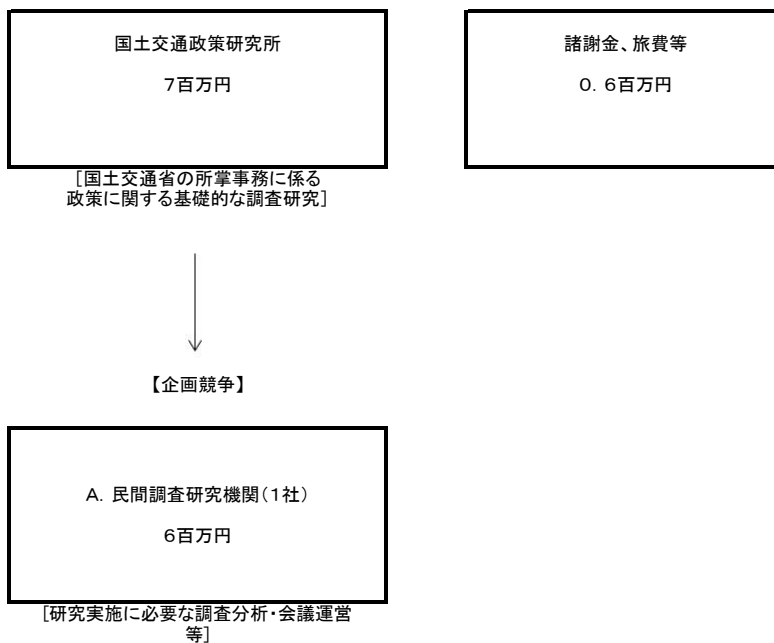 国土交通政策研究所
7百万円
諸謝金、旅費等
0.6百万円
[国土交通省の所掌事務に係る
政策に関する基礎的な調査研究]
【企画競争】
A.民間調査研究機関(1社)
6百万円
[研究実施に必要な調査分析・会議運営
等]